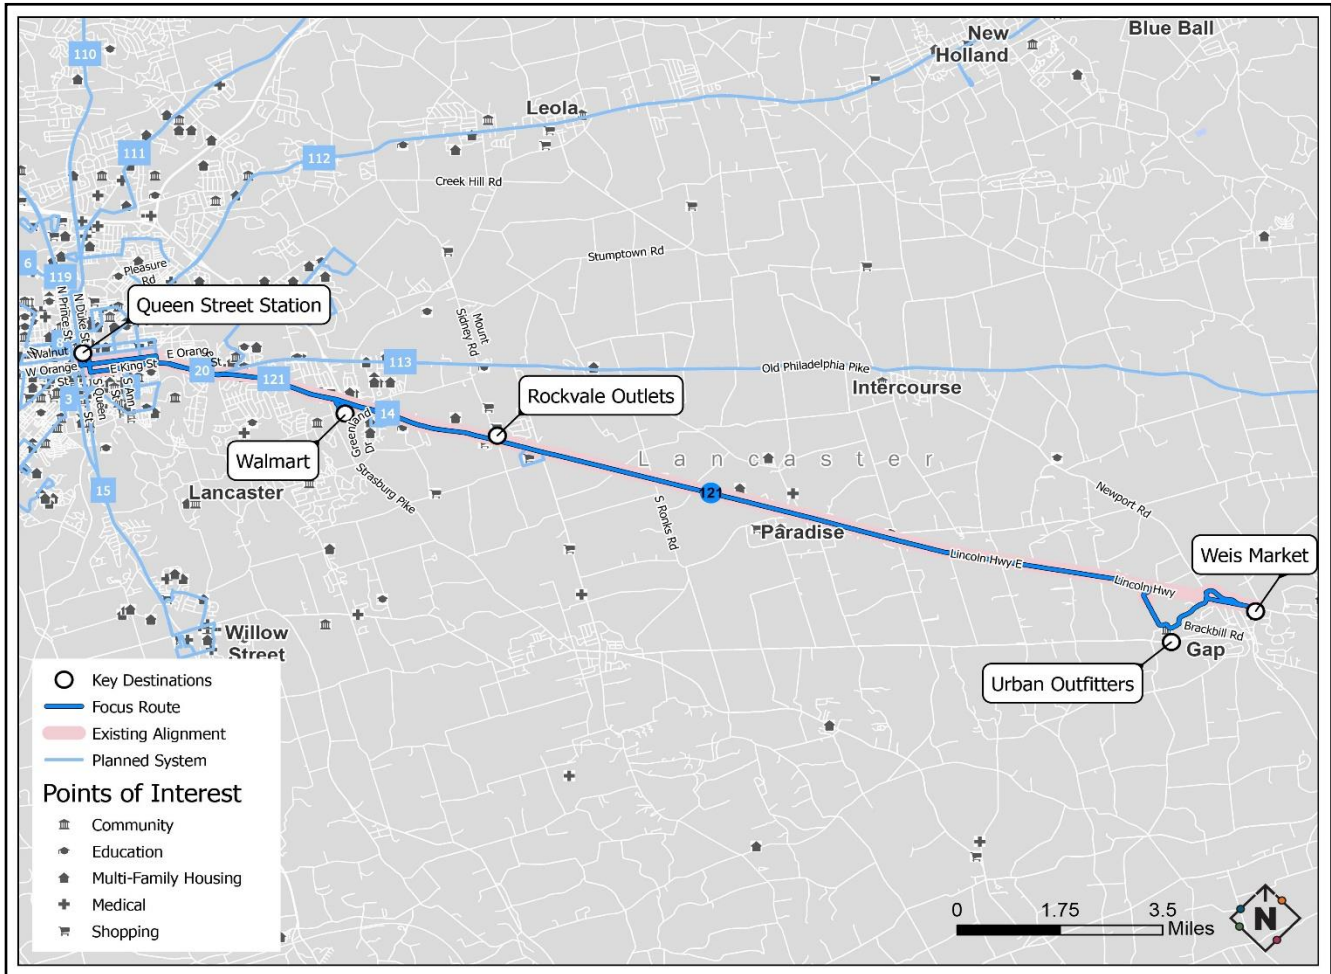 New
Holland
Blue Ball
110
Leola
111
112
Creek Hill Rd
Stumptown Rd
6
119
Pleasure
Rd
N Prince St
N Duke St
Queen Street Station
Mount
Sidney Rd
Walnut
W Orange
St
E Orange
St
E King St
20
121
113
Old Philadelphia Pike
Intercourse
3
S Queen
St
S Ann
St
Rockvale Outlets
14
Greenland
Dr
Walmart
Lancaster
Lancaster
Strasburg Pike
15
121
S Ronks Rd
Paradise
Newport Rd
Lincoln Hwy E
Lincoln Hwy
Weis Market
Brackbill Rd
Gap
Urban Outfitters
Willow
Street
Key Destinations
Focus Route
Existing Alignment
Planned System
Points of Interest
Community
Education
Multi-Family Housing
Medical
Shopping
0 1.75 3.5
Miles
N